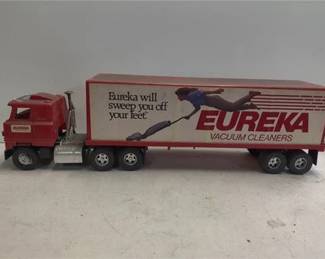 Eureka will
sweep you off
your feet.
EUREKA
VACUUM CLEANERS